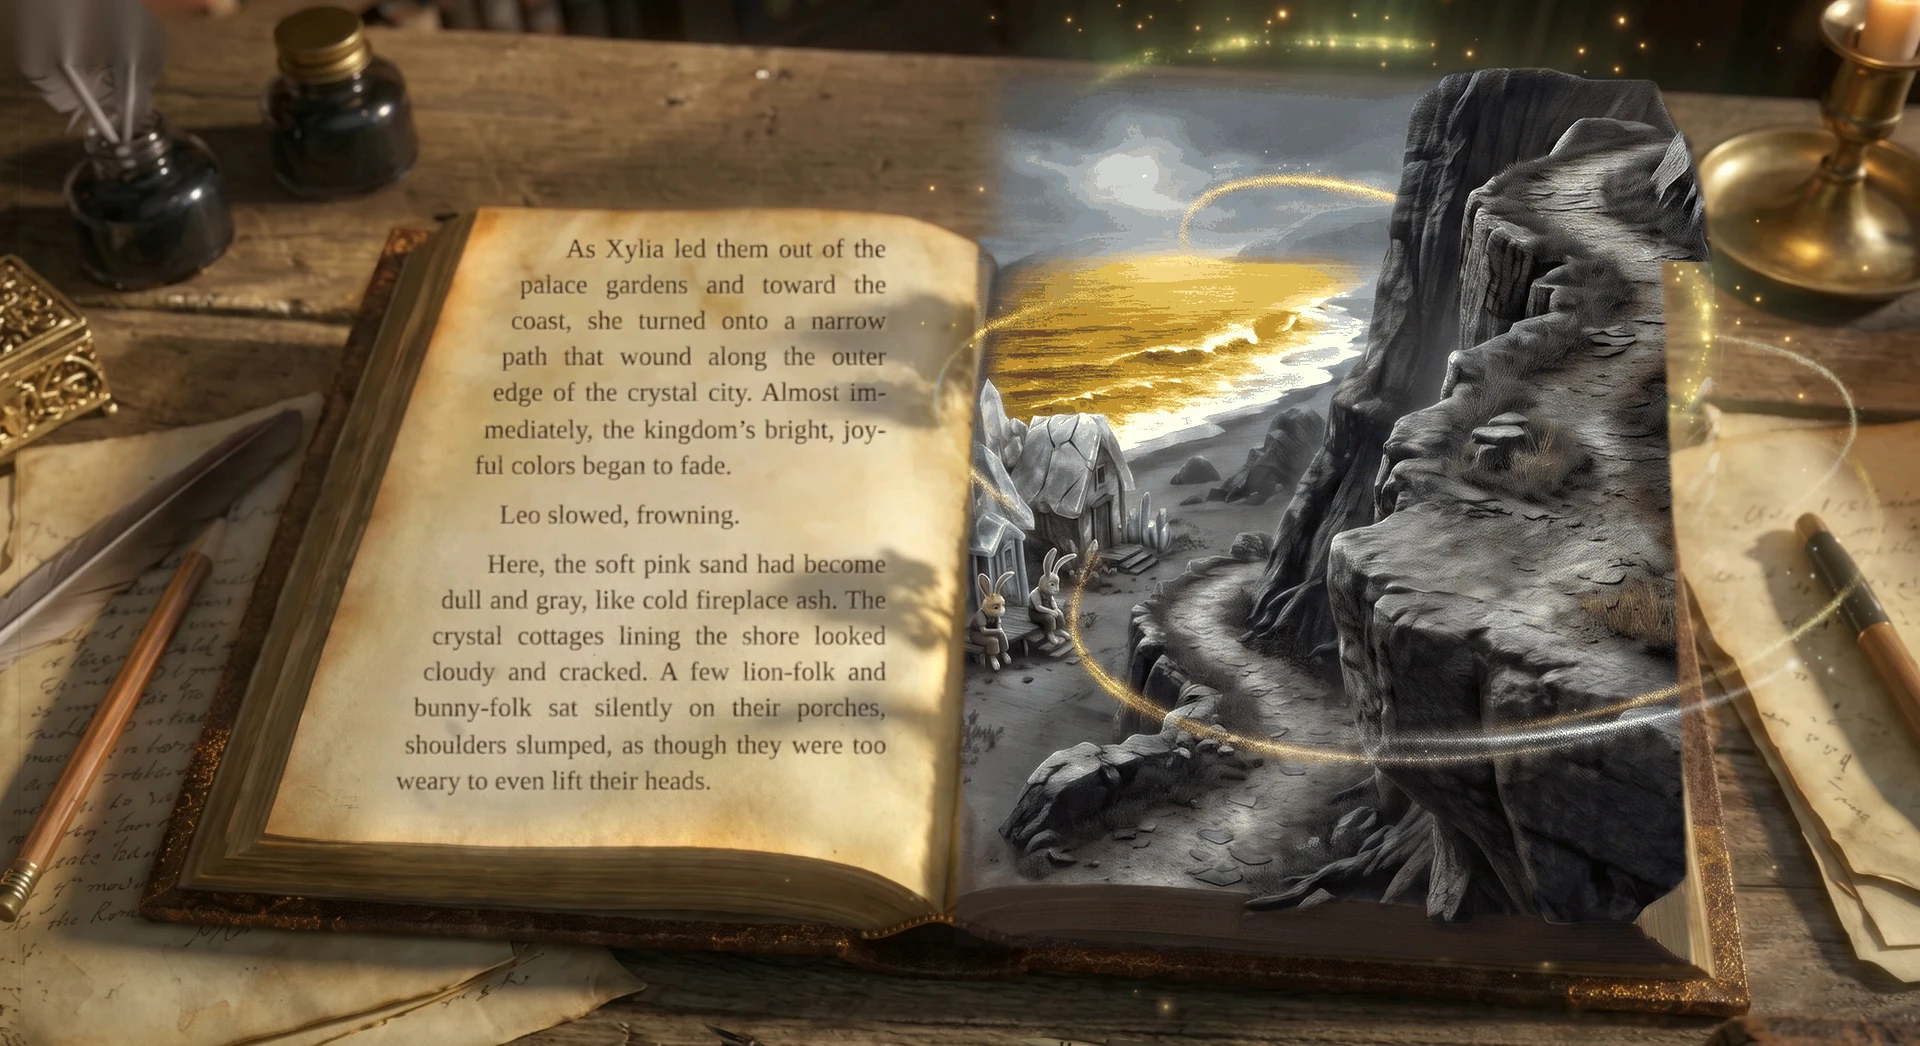 As Xylia led them out of the
palace gardens and toward the
coast, she turned onto a narrow
path that wound along the outer
edge of the crystal city. Almost im-
mediately, the kingdom’s bright, joy-
ful colors began to fade.
Leo slowed, frowning.
Here, the soft pink sand had become
dull and gray, like cold fireplace ash. The
crystal cottages lining the shore looked
cloudy and cracked. A few lion-folk and
bunny-folk sat silently on their porches,
shoulders slumped, as though they were too
weary to even lift their heads.